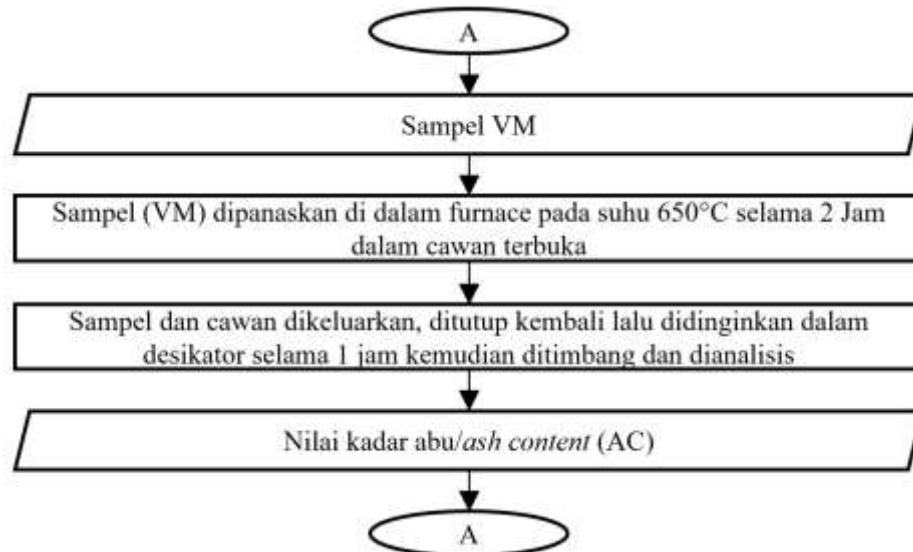 A
Sampel VM
Sampel (VM) dipanaskan di dalam furnace pada suhu 650°C selama 2 Jam
dalam cawan terbuka
Sampel dan cawan dikeluarkan, ditutup kembali lalu didinginkan dalam
desikator selama 1 jam kemudian ditimbang dan dianalisis
Nilai kadar abu/ash content (AC)
A